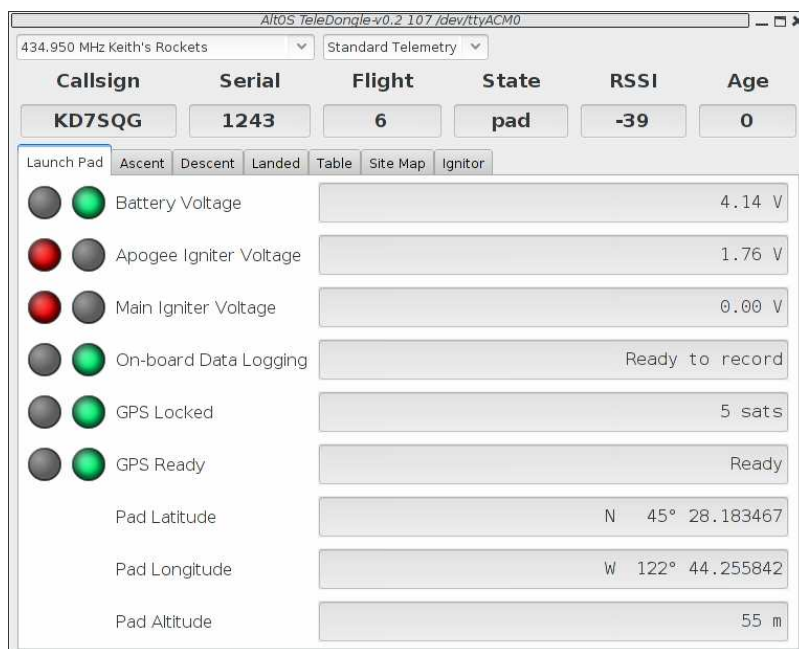 AltOS TeleDongle-v0.2 107 /dev/ttyACM0
434.950 MHz Keith's Rockets Standard Telemetry
Callsign Serial Flight State RSSI Age
KD7SQG 1243 6 pad -39 0
Launch Pad Ascent Descent Landed Table Site Map Ignitor
Battery Voltage 4.14 V
Apogee Igniter Voltage 1.76 V
Main Igniter Voltage 0.00 V
On-board Data Logging Ready to record
GPS Locked 5 sats
GPS Ready Ready
Pad Latitude N 45° 28.183467
Pad Longitude W 122° 44.255842
Pad Altitude 55 m